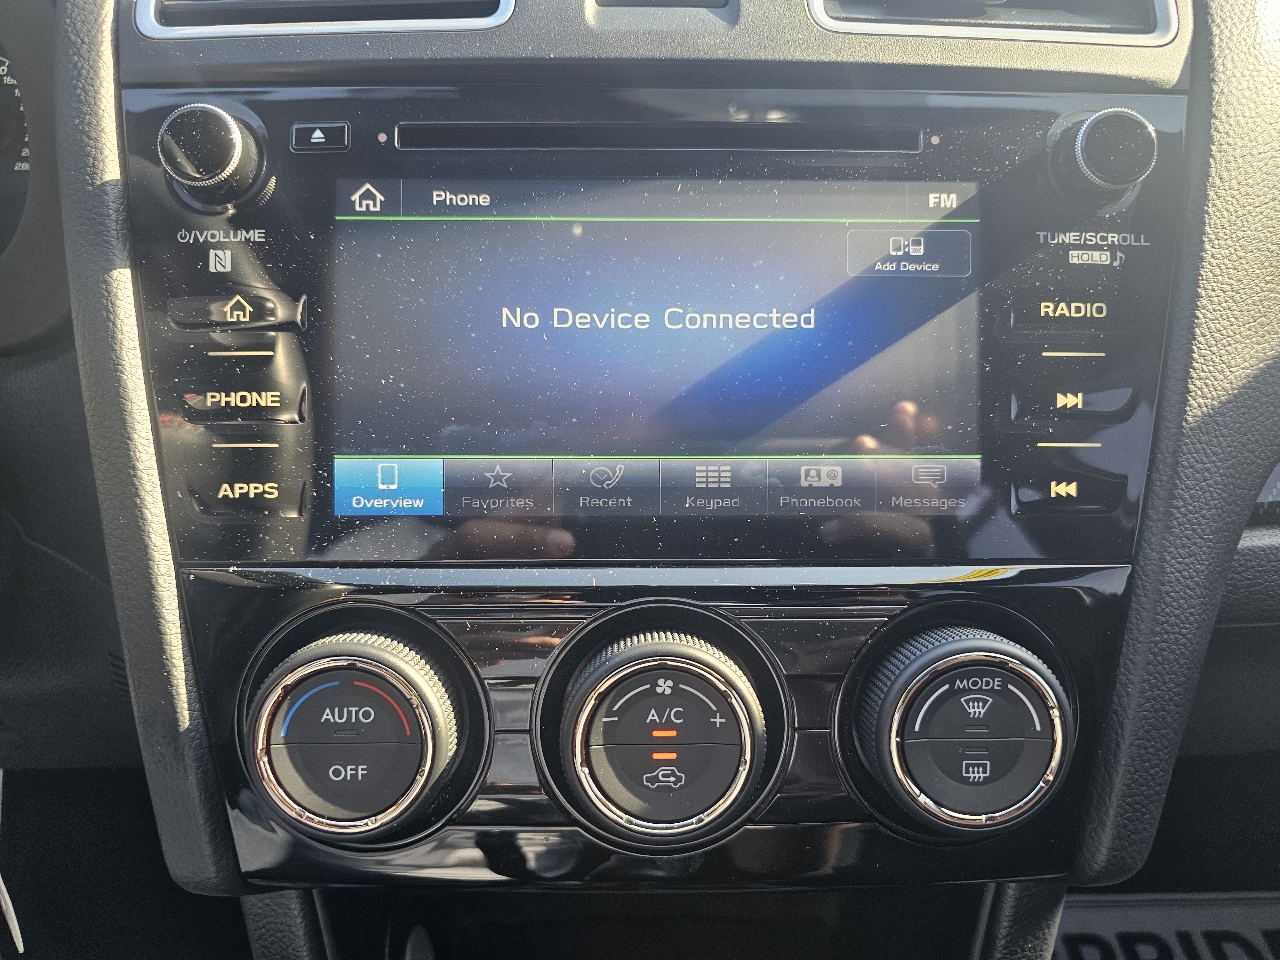 Phone
FM
⏻/VOLUME
TUNE/SCROLL
HOLD
Add Device
No Device Connected
RADIO
PHONE
APPS
Overview
Favorites
Recent
Keypad
Phonebook
Messages
AUTO
OFF
A/C
− +
MODE
PRIDE